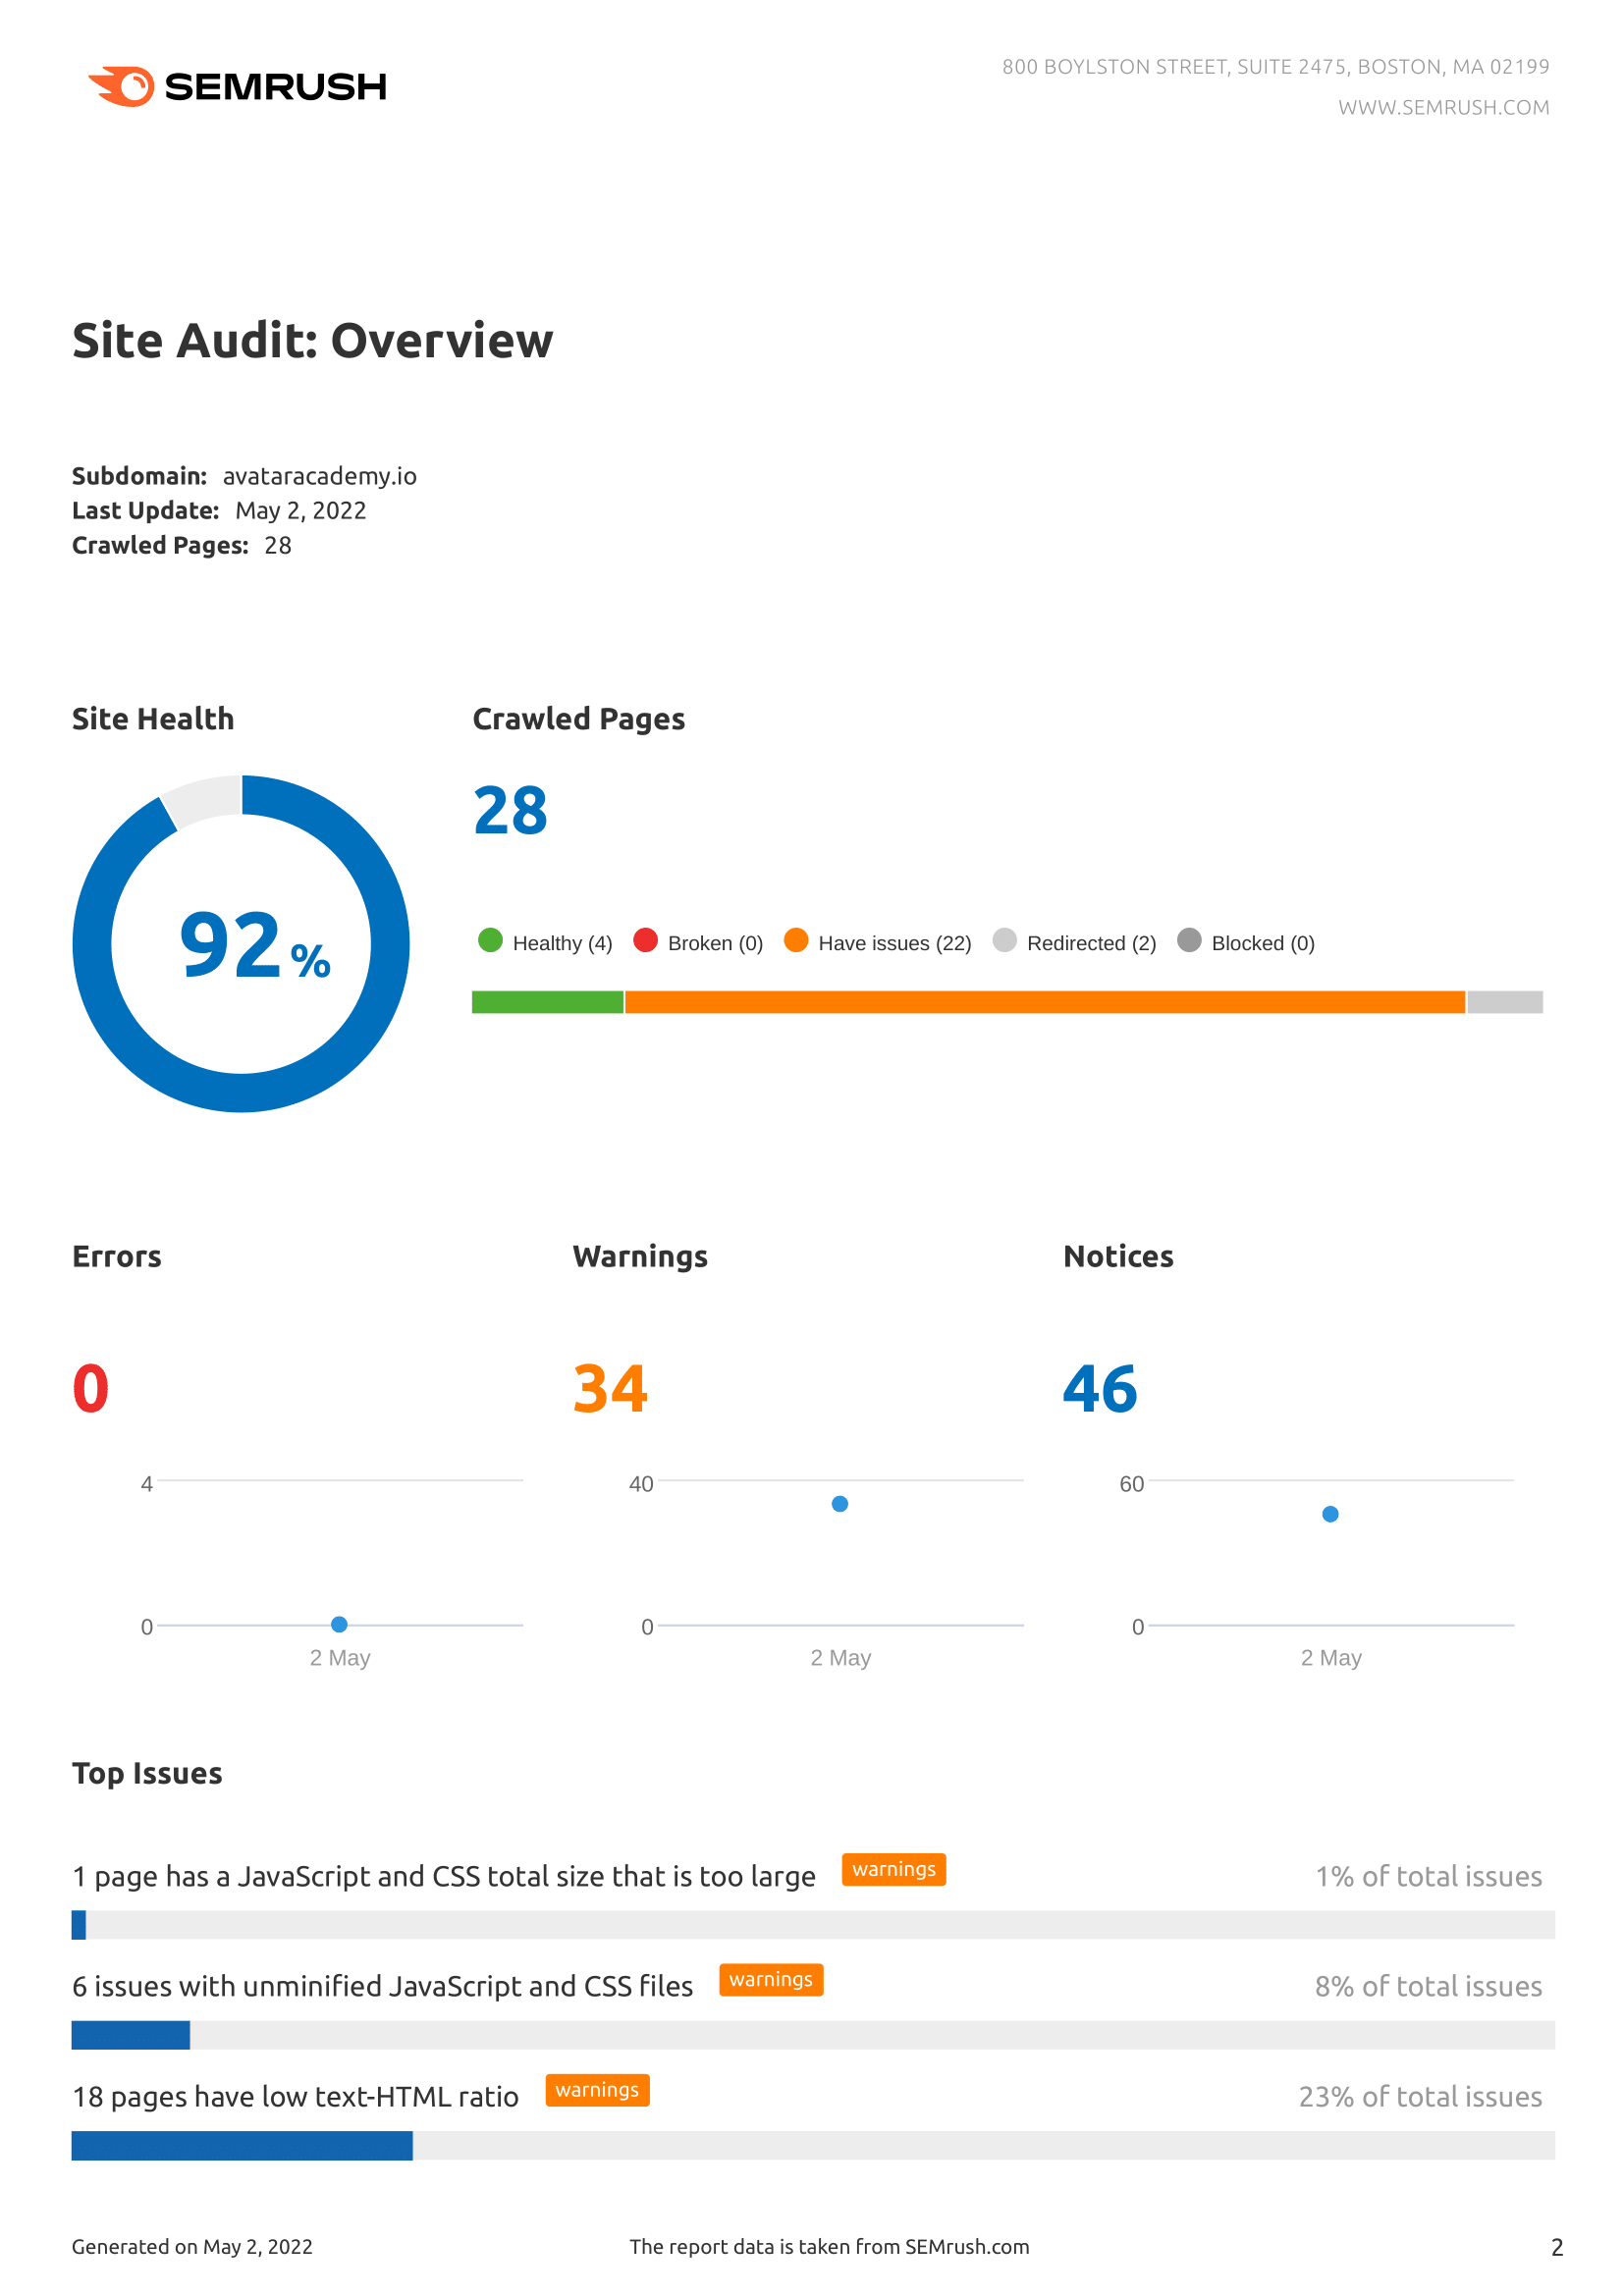 SEMRUSH
800 BOYLSTON STREET, SUITE 2475, BOSTON, MA 02199
WWW.SEMRUSH.COM
Site Audit: Overview
Subdomain: avataracademy.io
Last Update: May 2, 2022
Crawled Pages: 28
Site Health
Crawled Pages
92%
28
Healthy (4) Broken (0) Have issues (22) Redirected (2) Blocked (0)
Errors
Warnings
Notices
0
34
46
4
0
2 May
40
0
2 May
60
0
2 May
Top Issues
1 page has a JavaScript and CSS total size that is too large warnings 1% of total issues
6 issues with unminified JavaScript and CSS files warnings 8% of total issues
18 pages have low text-HTML ratio warnings 23% of total issues
Generated on May 2, 2022 The report data is taken from SEMrush.com 2